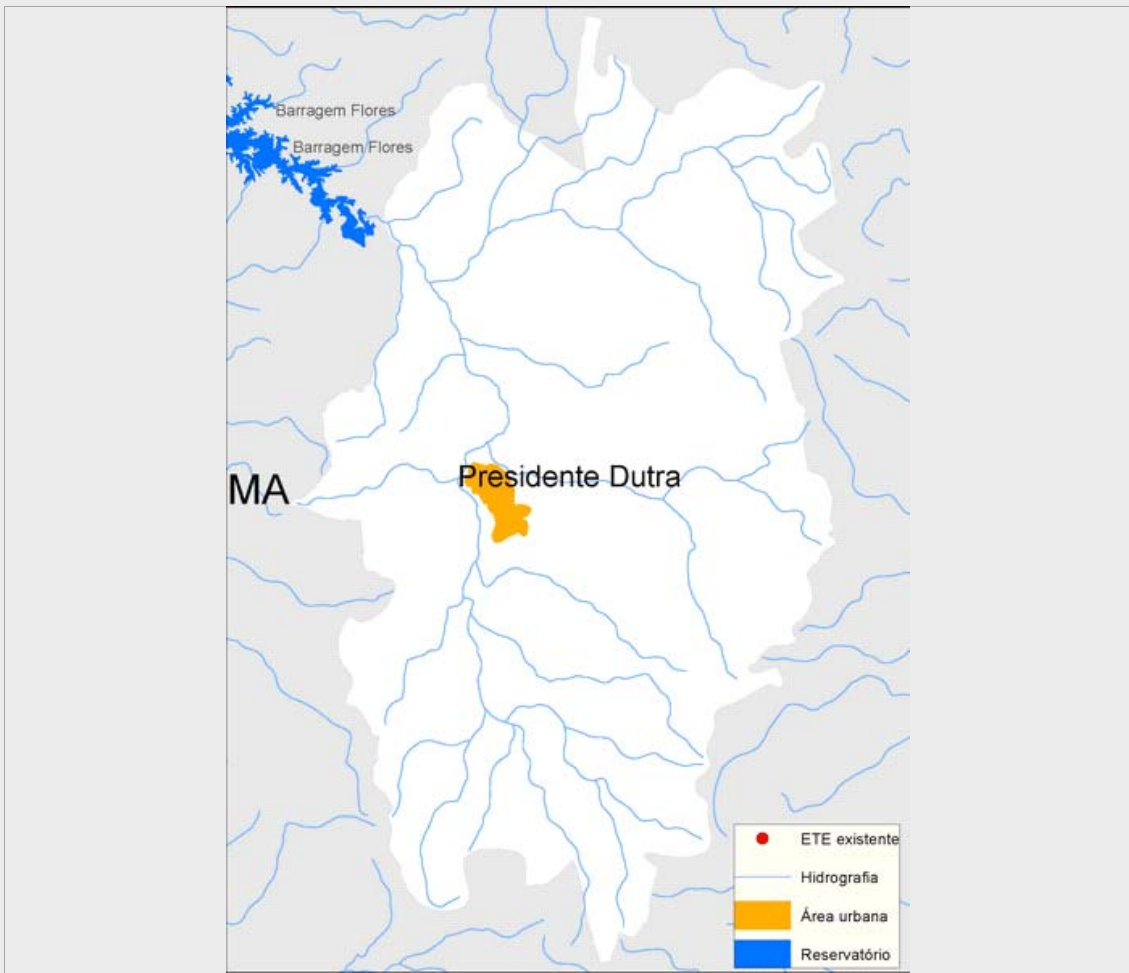 Barragem Flores
Barragem Flores
Presidente Dutra
MA
ETE existente
Hidrografia
Área urbana
Reservatório